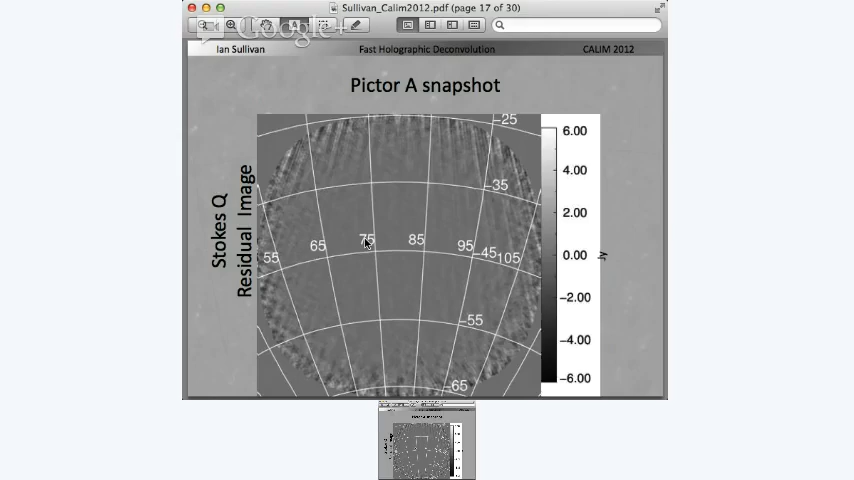 Sullivan_Calim2012.pdf (page 17 of 30)
Google+
Ian Sullivan
Fast Holographic Deconvolution
CALIM 2012
Pictor A snapshot
Stokes Q
Residual Image
−25
−35
55
65
75
85
95
−45
105
−55
−65
6.00
4.00
2.00
0.00
−2.00
−4.00
−6.00
Jy